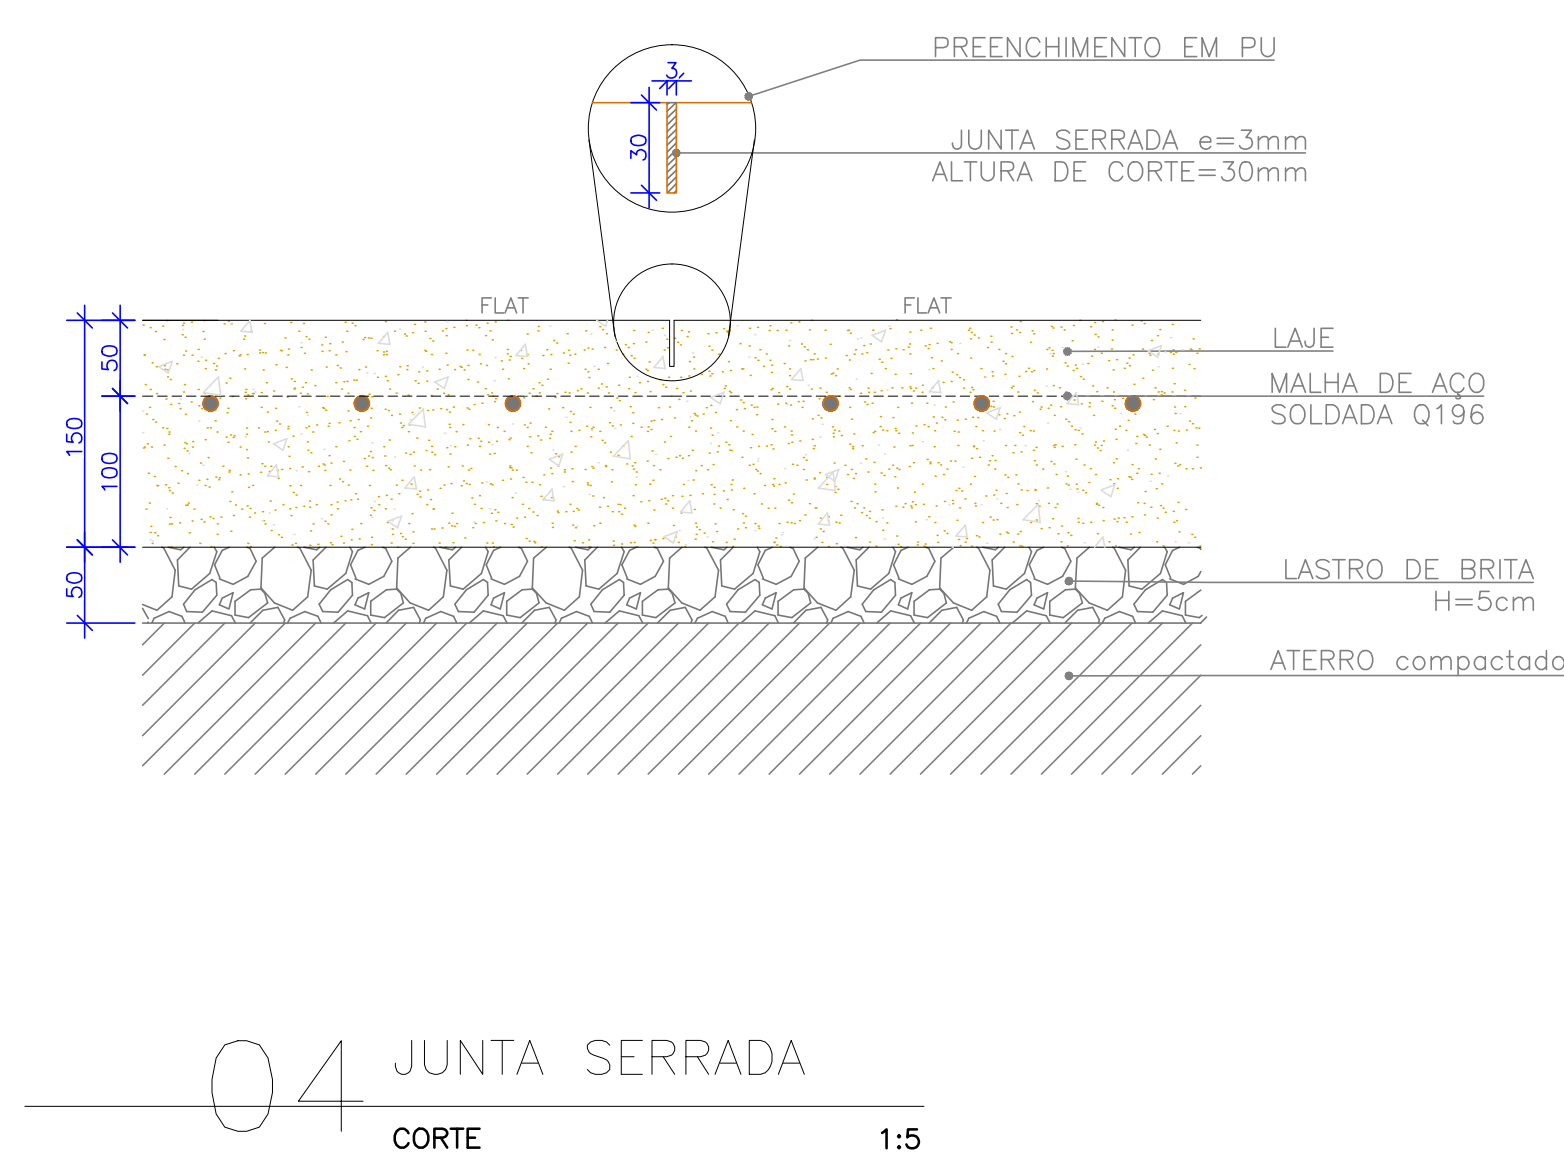 PREENCHIMENTO EM PU
3
30
JUNTA SERRADA e=3mm
ALTURA DE CORTE=30mm
FLAT
FLAT
LAJE
50
MALHA DE AÇO
SOLDADA Q196
150
100
LASTRO DE BRITA
H=5cm
50
ATERRO compactado
04
JUNTA SERRADA
CORTE 1:5